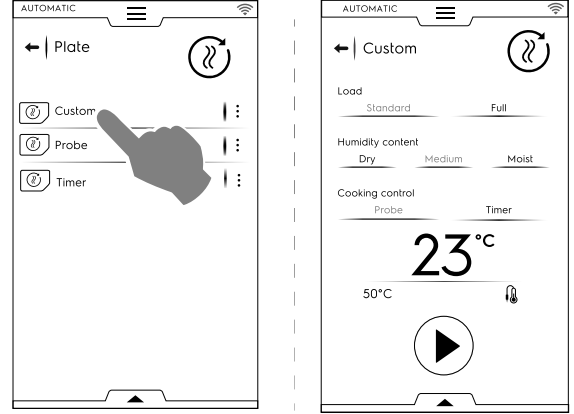 AUTOMATIC
Plate
Custom
Probe
Timer
AUTOMATIC
Custom
Load
Standard Full
Humidity content
Dry Medium Moist
Cooking control
Probe Timer
23°C
50°C